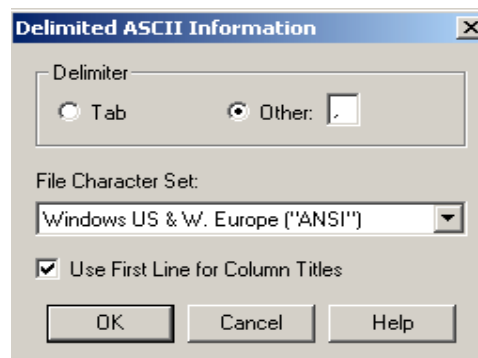 Delimited ASCII Information
Delimiter
Tab Other: ,
File Character Set:
Windows US & W. Europe ("ANSI")
Use First Line for Column Titles
OK Cancel Help